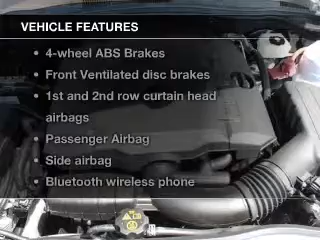 VEHICLE FEATURES
• 4-wheel ABS Brakes
• Front Ventilated disc brakes
• 1st and 2nd row curtain head
airbags
• Passenger Airbag
• Side airbag
• Bluetooth wireless phone